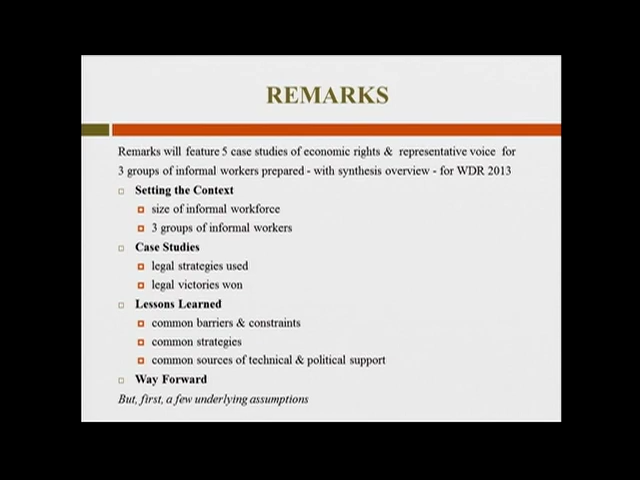 REMARKS
Remarks will feature 5 case studies of economic rights & representative voice for
3 groups of informal workers prepared - with synthesis overview - for WDR 2013
Setting the Context
size of informal workforce
3 groups of informal workers
Case Studies
legal strategies used
legal victories won
Lessons Learned
common barriers & constraints
common strategies
common sources of technical & political support
Way Forward
But, first, a few underlying assumptions